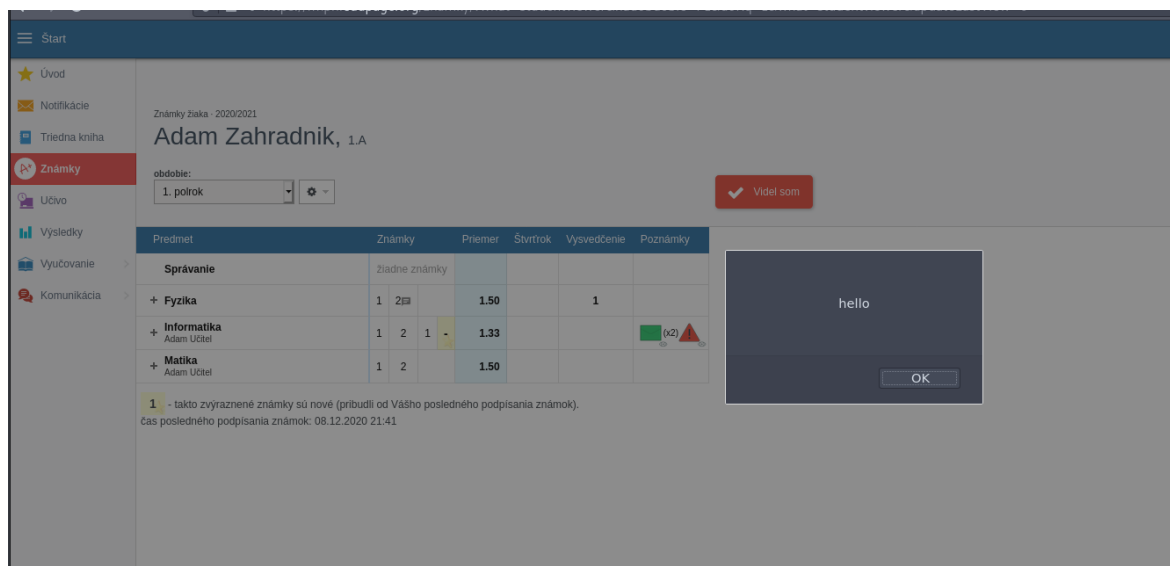 Štart
Úvod
Notifikácie
Triedna kniha
Známky
Učivo
Výsledky
Vyučovanie
Komunikácia
Známky žiaka - 2020/2021
Adam Zahradnik, 1.A
obdobie:
1. polrok
Videl som
Predmet Známky Priemer Štvrťrok Vysvedčenie Poznámky
Správanie žiadne známky
+ Fyzika 1 2 1.50 1
+ Informatika 1 2 1 - 1.33 (x2)
Adam Učitel
+ Matika 1 2 1.50
Adam Učitel
1 - takto zvýraznené známky sú nové (pribudli od Vášho posledného podpísania známok).
čas posledného podpísania známok: 08.12.2020 21:41
hello
OK